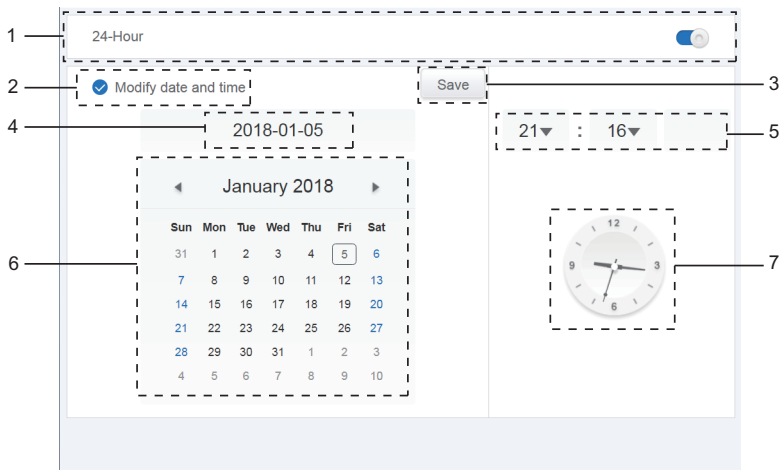 1 24-Hour
2 Modify date and time Save 3
4 2018-01-05 21 : 16 5
January 2018
Sun Mon Tue Wed Thu Fri Sat
31 1 2 3 4 5 6
6
7 8 9 10 11 12 13
14 15 16 17 18 19 20
21 22 23 24 25 26 27
28 29 30 31 1 2 3
4 5 6 7 8 9 10
12
9 3
6
7